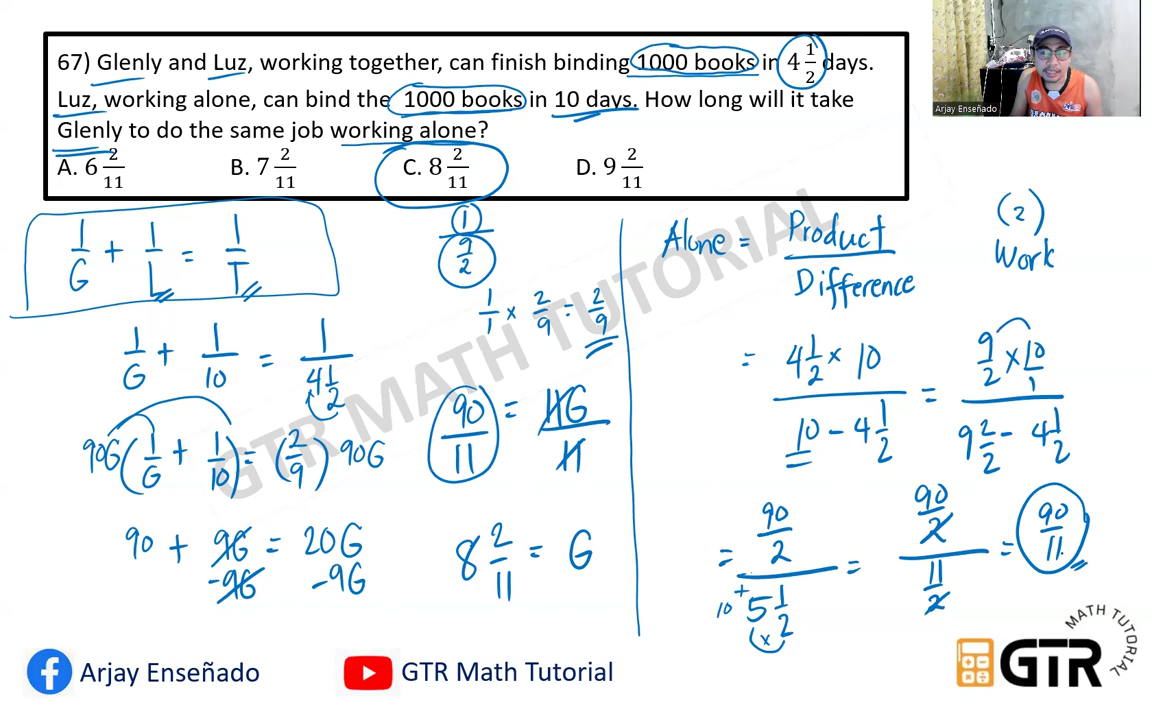 67) Glenly and Luz, working together, can finish binding 1000 books in 4 1/2 days.
Luz, working alone, can bind the 1000 books in 10 days. How long will it take
Glenly to do the same job working alone?
A. 6 2/11 B. 7 2/11 C. 8 2/11 D. 9 2/11
Arjay Enseñado
1/G + 1/L = 1/T
1/G + 1/10 = 1/(4 1/2)
90G(1/G + 1/10) = (2/9) 90G
90 + 9G = 20G
-9G -9G
1/(9/2)
1/1 × 2/9 = 2/9
90/11 = 11G/11
8 2/11 = G
Alone = Product/Difference
(2)
Work
= (4 1/2 × 10)/(10 - 4 1/2) = (9/2 × 10/1)/(9 2/2 - 4 1/2)
= (90/2)/(5 1/2) = (90/2)/(11/2) = 90/11
10 + ×
GTR MATH TUTORIAL
Arjay Enseñado
GTR Math Tutorial
GTR
MATH TUTORIAL